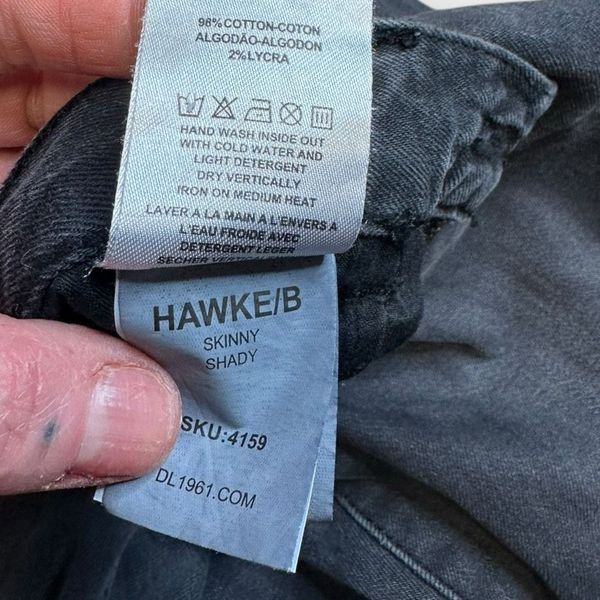 98% COTTON-COTON
ALGODÃO-ALGODON
2% LYCRA
HAND WASH INSIDE OUT
WITH COLD WATER AND
LIGHT DETERGENT
DRY VERTICALLY
IRON ON MEDIUM HEAT
LAVER A LA MAIN A L'ENVERS A
L'EAU FROIDE AVEC
DETERGENT LEGER
SECHER VERTICALEMENT
HAWKE/B
SKINNY
SHADY
SKU:4159
DL1961.COM